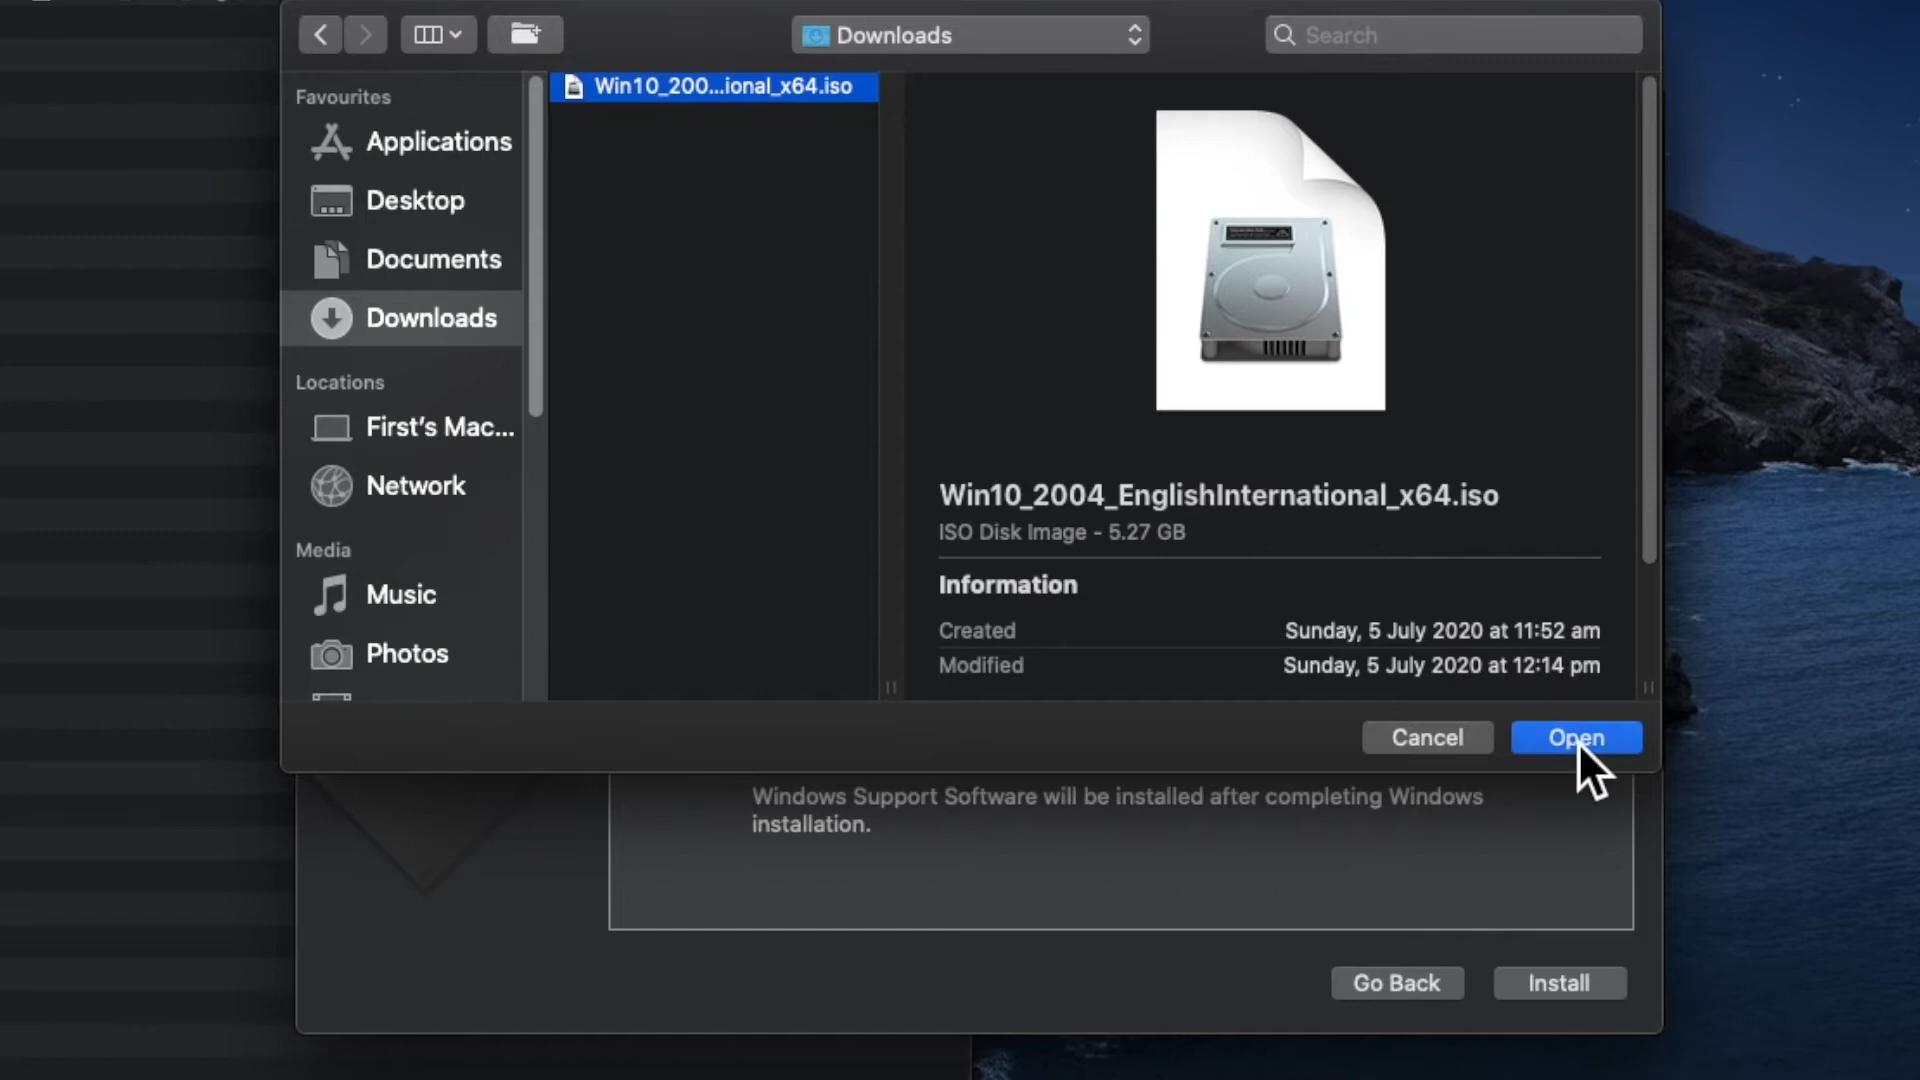 Downloads
Search
Favourites
Applications
Desktop
Documents
Downloads
Locations
First's Mac...
Network
Media
Music
Photos
Win10_200...ional_x64.iso
Win10_2004_EnglishInternational_x64.iso
ISO Disk Image - 5.27 GB
Information
Created Sunday, 5 July 2020 at 11:52 am
Modified Sunday, 5 July 2020 at 12:14 pm
Cancel Open
Windows Support Software will be installed after completing Windows
installation.
Go Back Install